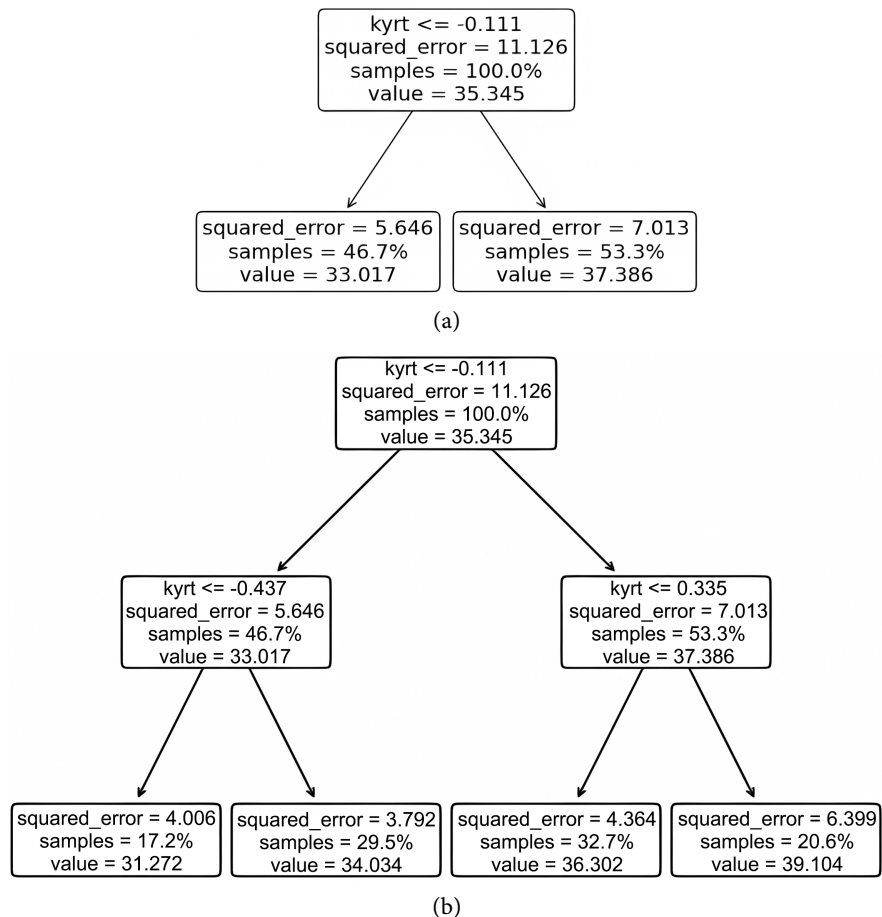 kyrt <= -0.111
squared_error = 11.126
samples = 100.0%
value = 35.345
squared_error = 5.646
samples = 46.7%
value = 33.017
squared_error = 7.013
samples = 53.3%
value = 37.386
(a)
kyrt <= -0.111
squared_error = 11.126
samples = 100.0%
value = 35.345
kyrt <= -0.437
squared_error = 5.646
samples = 46.7%
value = 33.017
kyrt <= 0.335
squared_error = 7.013
samples = 53.3%
value = 37.386
squared_error = 4.006
samples = 17.2%
value = 31.272
squared_error = 3.792
samples = 29.5%
value = 34.034
squared_error = 4.364
samples = 32.7%
value = 36.302
squared_error = 6.399
samples = 20.6%
value = 39.104
(b)